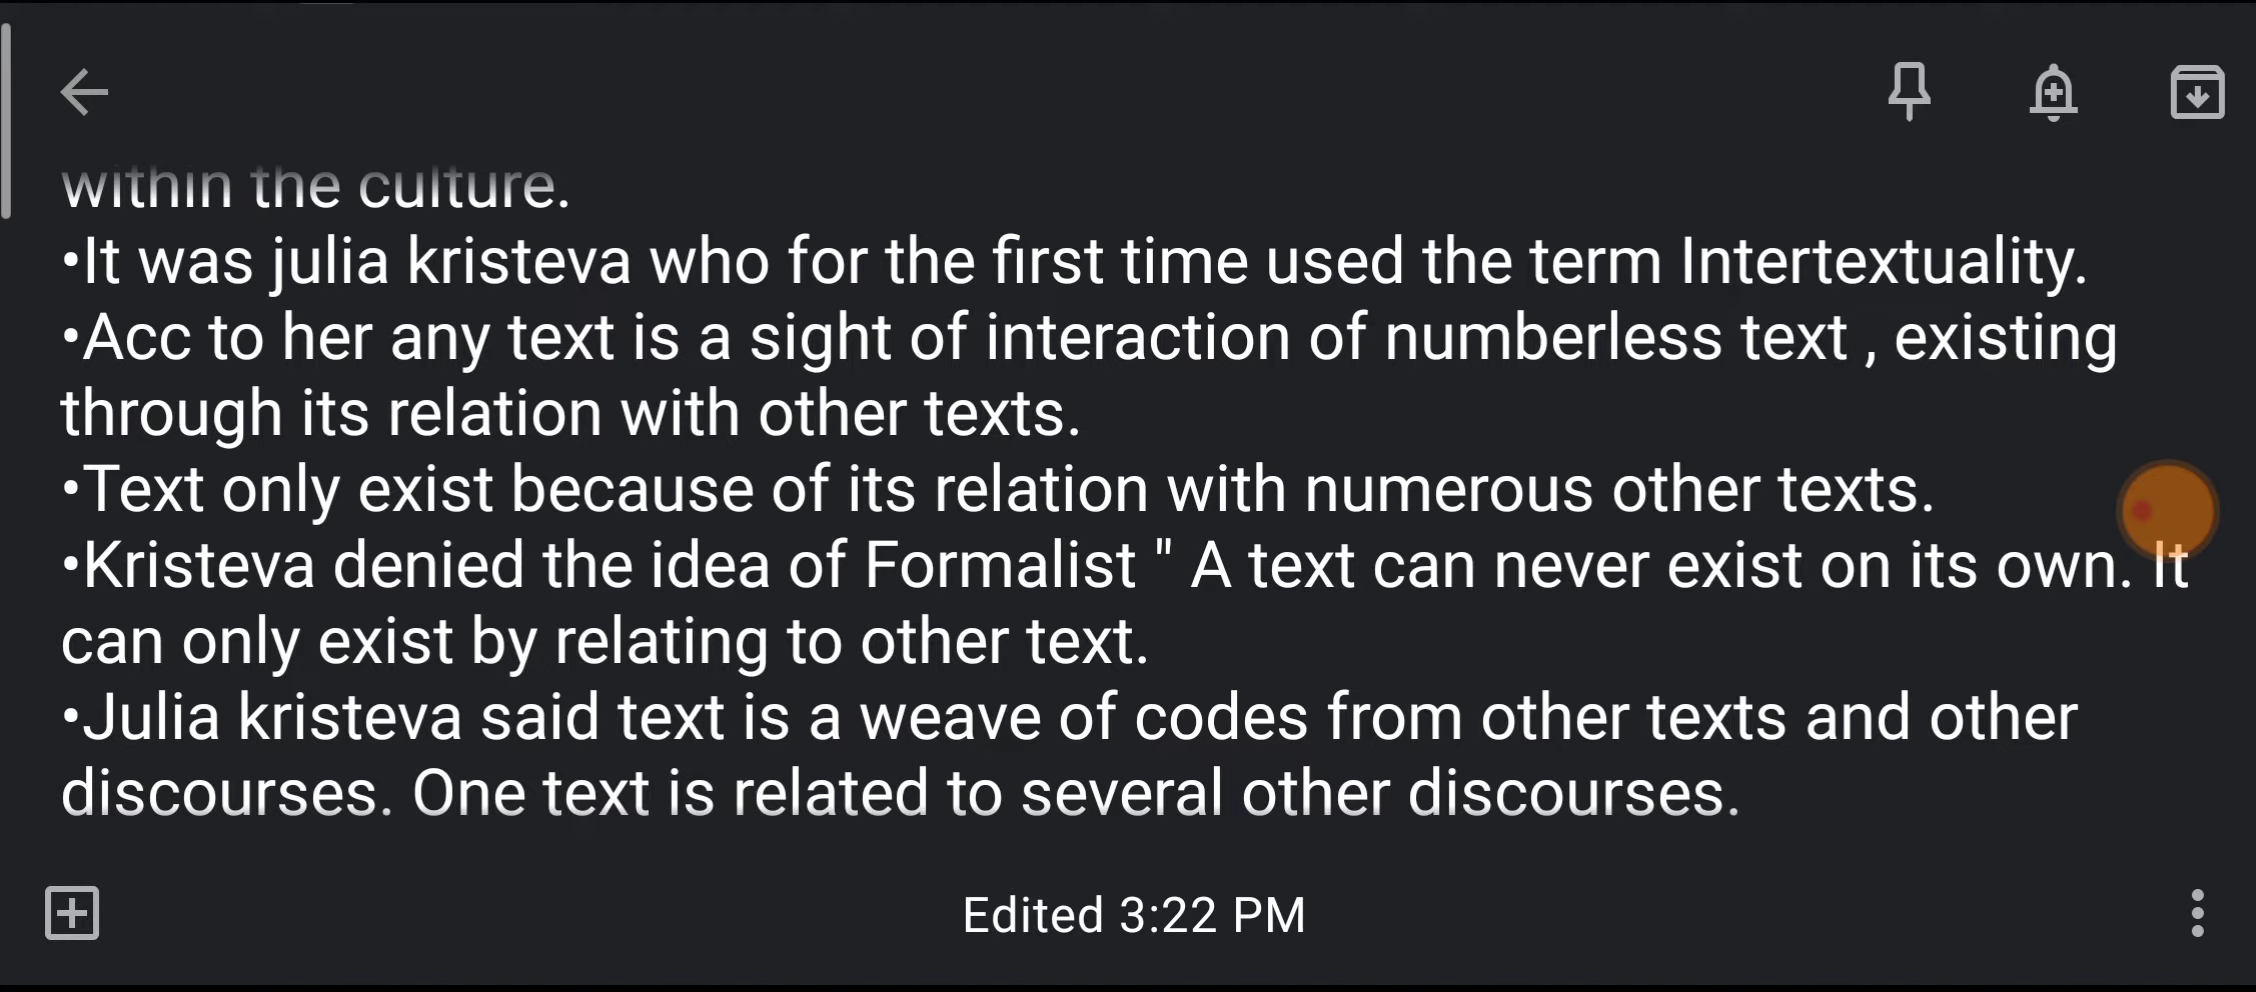 within the culture.
•It was julia kristeva who for the first time used the term Intertextuality.
•Acc to her any text is a sight of interaction of numberless text , existing
through its relation with other texts.
•Text only exist because of its relation with numerous other texts.
•Kristeva denied the idea of Formalist " A text can never exist on its own. It
can only exist by relating to other text.
•Julia kristeva said text is a weave of codes from other texts and other
discourses. One text is related to several other discourses.
Edited 3:22 PM